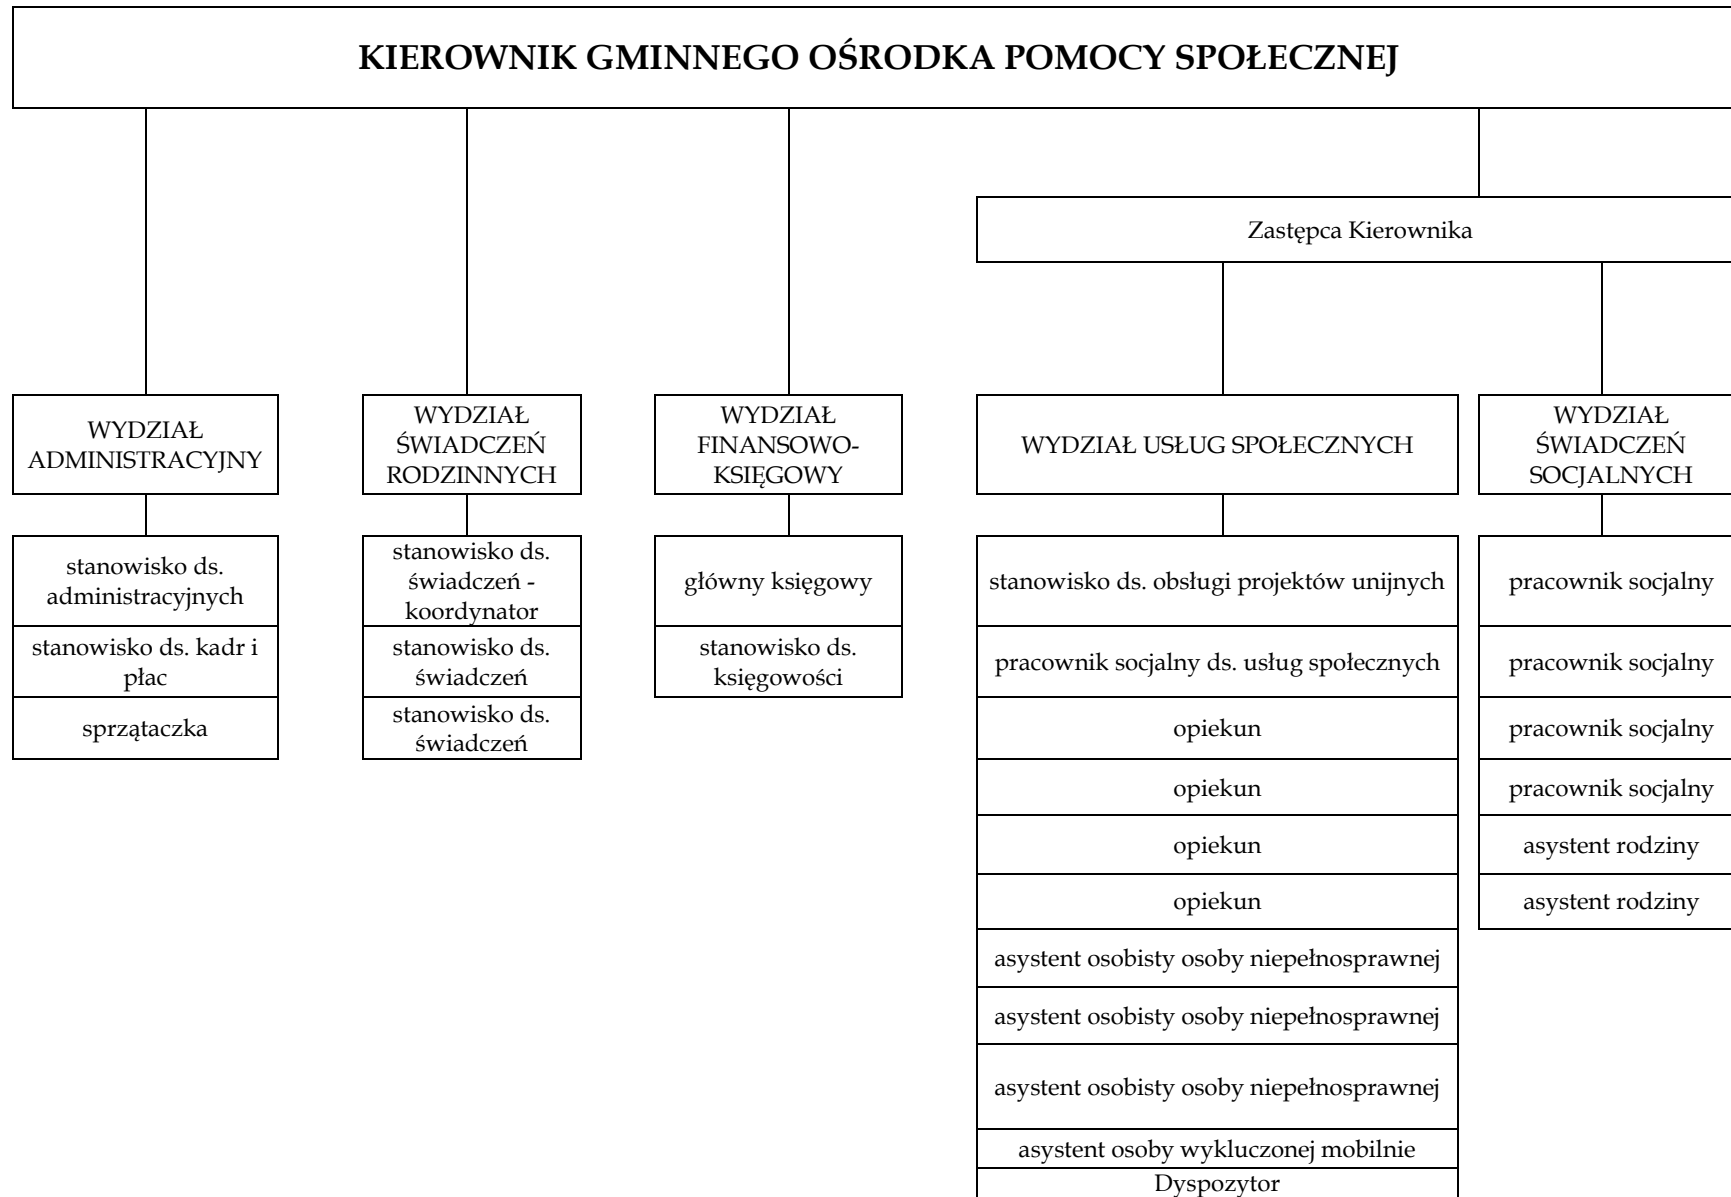 KIEROWNIK GMINNEGO OŚRODKA POMOCY SPOŁECZNEJ
Zastępca Kierownika
WYDZIAŁ
ADMINISTRACYJNY
WYDZIAŁ
ŚWIADCZEŃ
RODZINNYCH
WYDZIAŁ
FINANSOWO-
KSIĘGOWY
WYDZIAŁ USŁUG SPOŁECZNYCH
WYDZIAŁ
ŚWIADCZEŃ
SOCJALNYCH
stanowisko ds.
administracyjnych
stanowisko ds. kadr i
płac
sprzątaczka
stanowisko ds.
świadczeń -
koordynator
stanowisko ds.
świadczeń
stanowisko ds.
świadczeń
główny księgowy
stanowisko ds.
księgowości
stanowisko ds. obsługi projektów unijnych
pracownik socjalny ds. usług społecznych
opiekun
opiekun
opiekun
opiekun
asystent osobisty osoby niepełnosprawnej
asystent osobisty osoby niepełnosprawnej
asystent osobisty osoby niepełnosprawnej
asystent osoby wykluczonej mobilnie
Dyspozytor
pracownik socjalny
pracownik socjalny
pracownik socjalny
pracownik socjalny
asystent rodziny
asystent rodziny